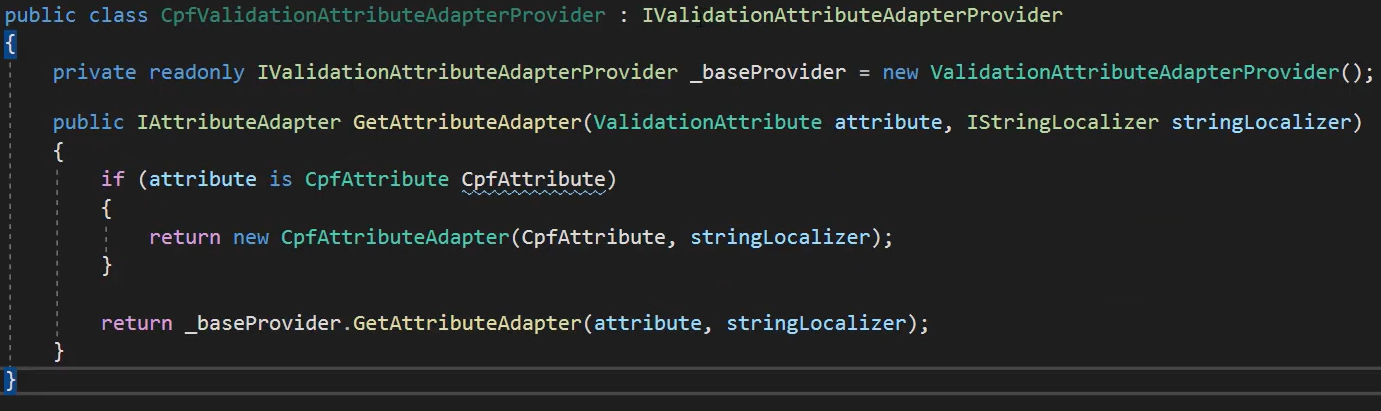 public class CpfValidationAttributeAdapterProvider : IValidationAttributeAdapterProvider
{
    private readonly IValidationAttributeAdapterProvider _baseProvider = new ValidationAttributeAdapterProvider();
    public IAttributeAdapter GetAttributeAdapter(ValidationAttribute attribute, IStringLocalizer stringLocalizer)
    {
        if (attribute is CpfAttribute CpfAttribute)
        {
            return new CpfAttributeAdapter(CpfAttribute, stringLocalizer);
        }
        return _baseProvider.GetAttributeAdapter(attribute, stringLocalizer);
    }
}